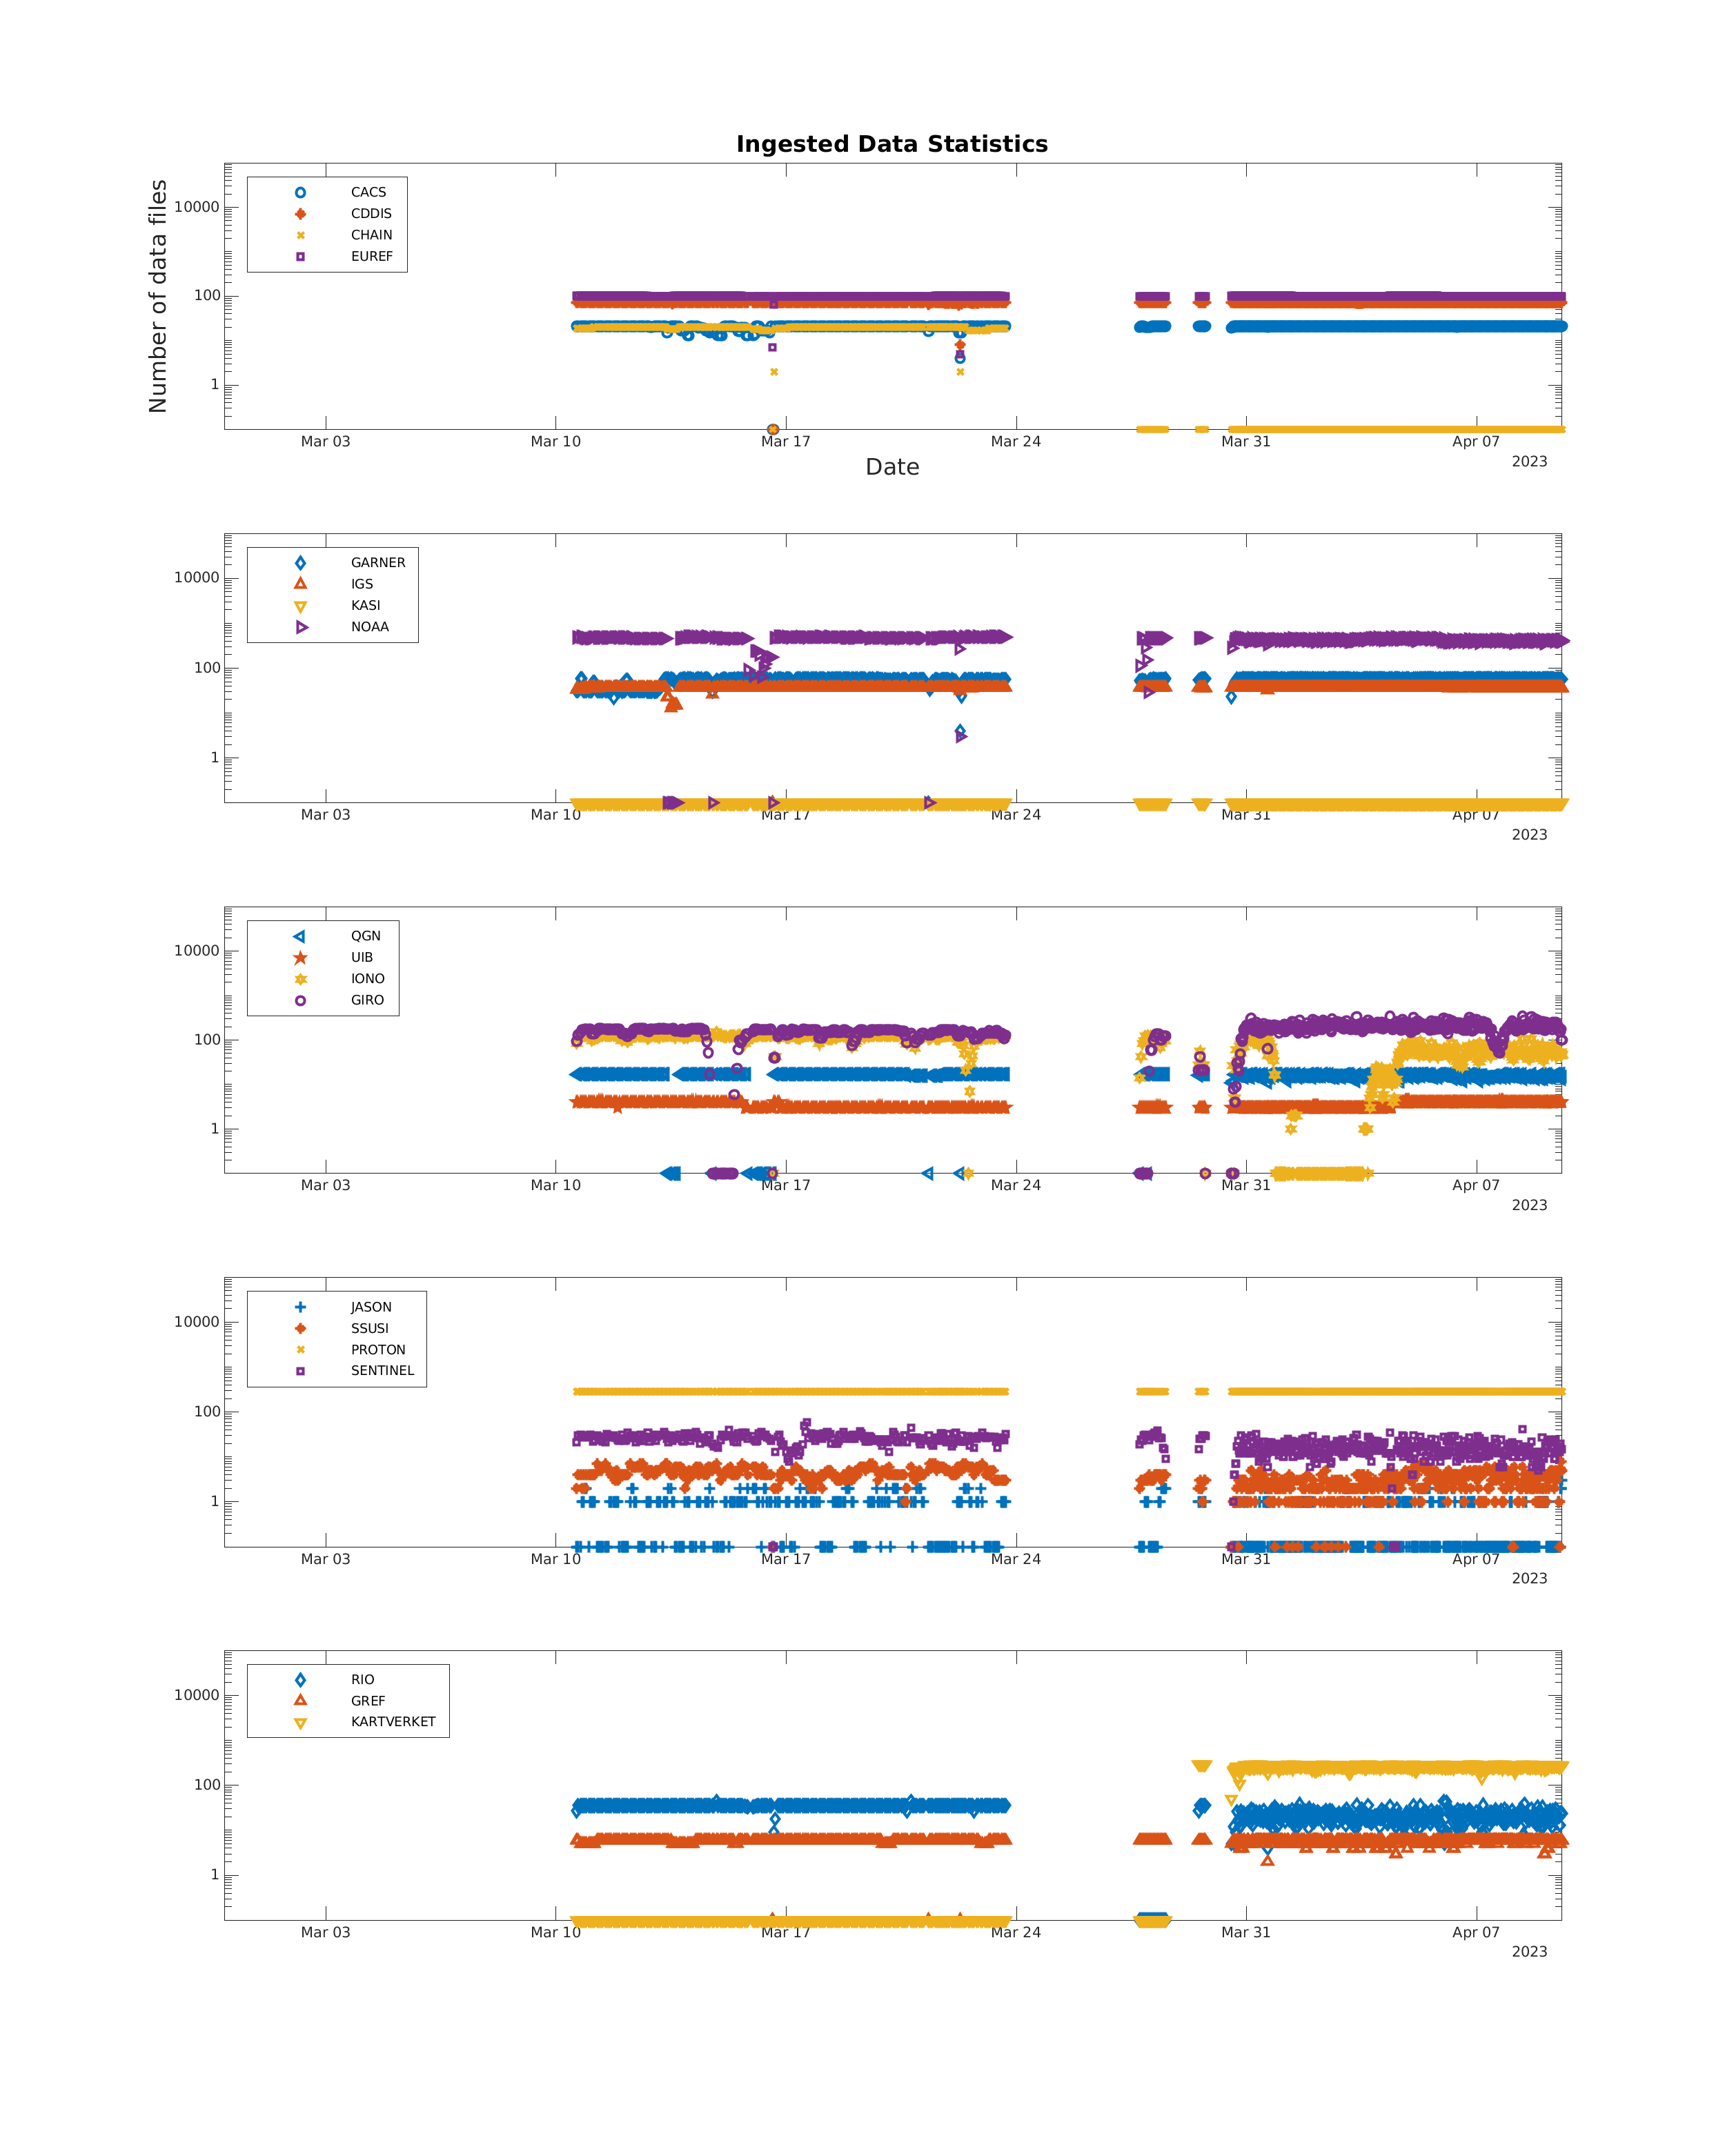 Ingested Data Statistics
Number of data files
10000
100
1
CACS
CDDIS
CHAIN
EUREF
Mar 03 Mar 10 Mar 17 Mar 24 Mar 31 Apr 07
2023
Date
10000
100
1
GARNER
IGS
KASI
NOAA
Mar 03 Mar 10 Mar 17 Mar 24 Mar 31 Apr 07
2023
10000
100
1
QGN
UIB
IONO
GIRO
Mar 03 Mar 10 Mar 17 Mar 24 Mar 31 Apr 07
2023
10000
100
1
JASON
SSUSI
PROTON
SENTINEL
Mar 03 Mar 10 Mar 17 Mar 24 Mar 31 Apr 07
2023
10000
100
1
RIO
GREF
KARTVERKET
Mar 03 Mar 10 Mar 17 Mar 24 Mar 31 Apr 07
2023